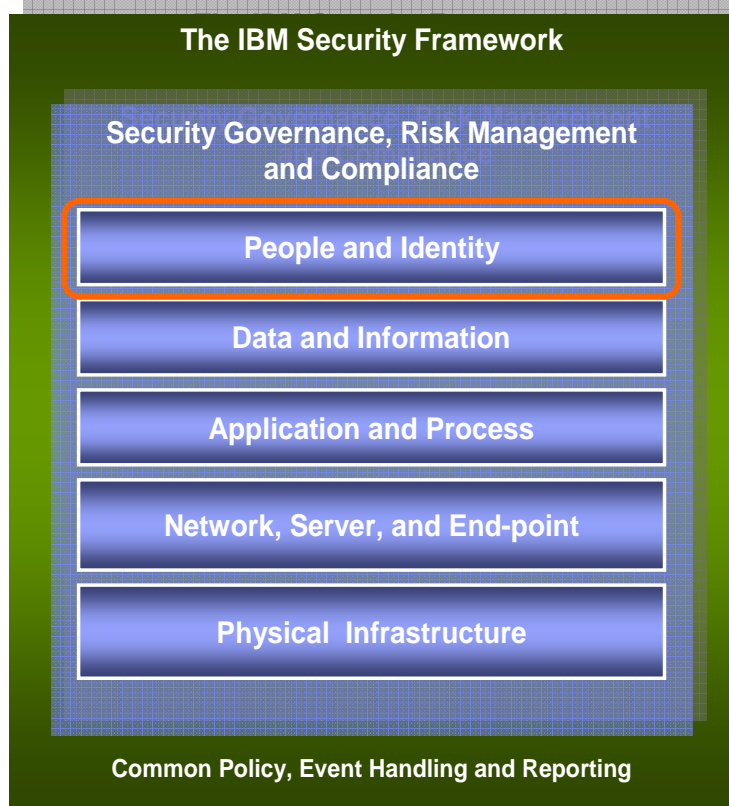 The IBM Security Framework
Security Governance, Risk Management
and Compliance
People and Identity
Data and Information
Application and Process
Network, Server, and End-point
Physical Infrastructure
Common Policy, Event Handling and Reporting